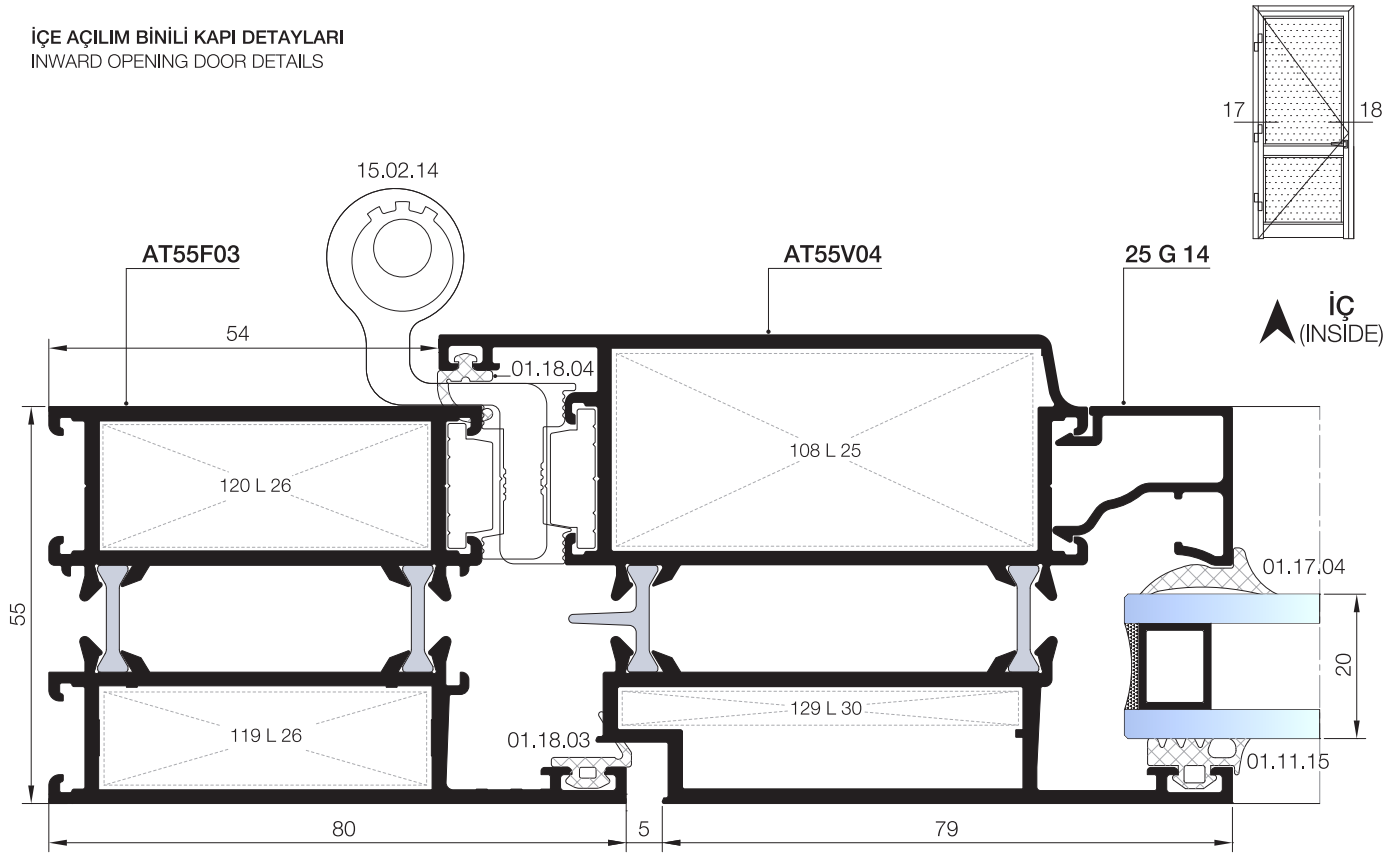 İÇE AÇILIM BİNİLİ KAPI DETAYLARI
INWARD OPENING DOOR DETAILS
17
18
15.02.14
AT55F03
AT55V04
25 G 14
İÇ
(INSİDE)
54
01.18.04
108 L 25
120 L 26
01.17.04
55
20
129 L 30
119 L 26
01.18.03
01.11.15
80
5
79